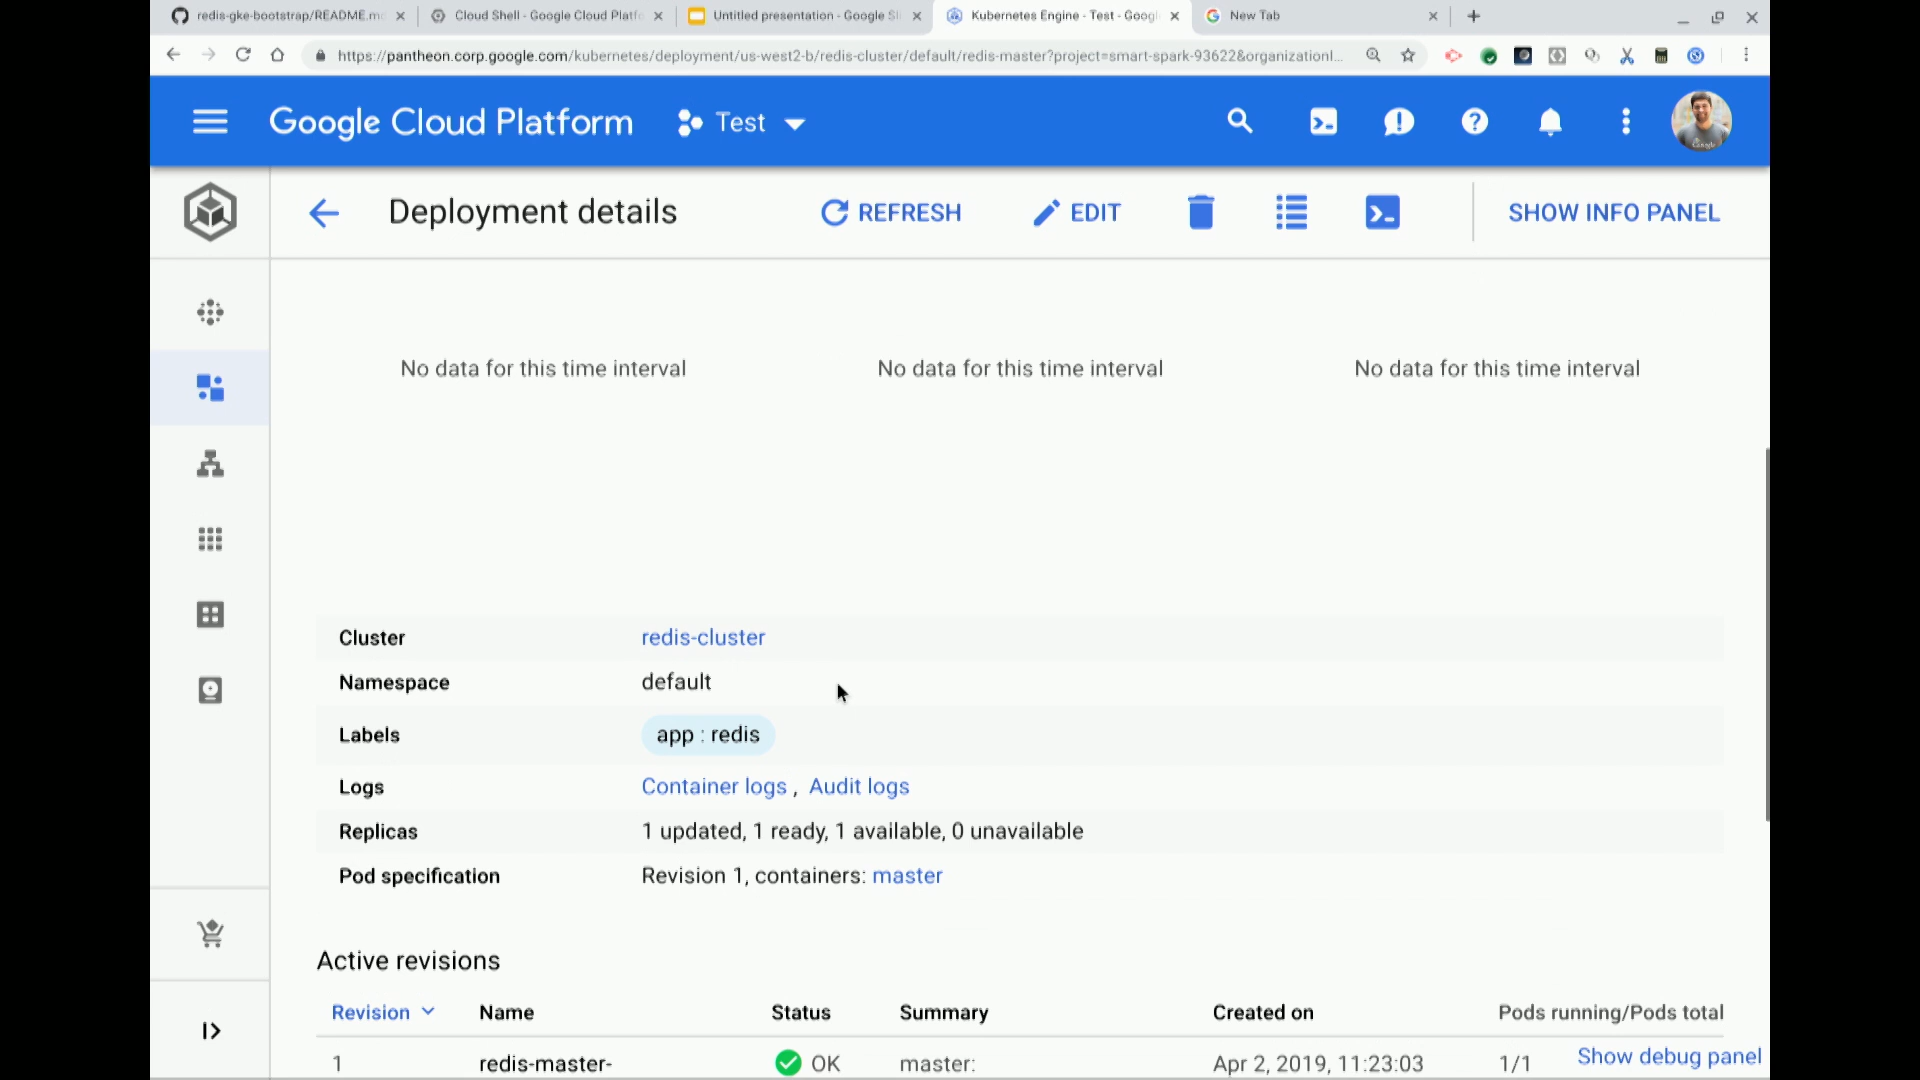 redis-gke-bootstrap/README.m
Cloud Shell - Google Cloud Platf
Untitled presentation - Google Sl
Kubernetes Engine - Test - Googl
New Tab
https://pantheon.corp.google.com/kubernetes/deployment/us-west2-b/redis-cluster/default/redis-master?project=smart-spark-93622&organizationI...
Google Cloud Platform
Test
Deployment details
REFRESH
EDIT
SHOW INFO PANEL
No data for this time interval
No data for this time interval
No data for this time interval
Cluster redis-cluster
Namespace default
Labels app : redis
Logs Container logs , Audit logs
Replicas 1 updated, 1 ready, 1 available, 0 unavailable
Pod specification Revision 1, containers: master
Active revisions
Revision Name Status Summary Created on Pods running/Pods total
1 redis-master- OK master: Apr 2, 2019, 11:23:03 1/1
Show debug panel